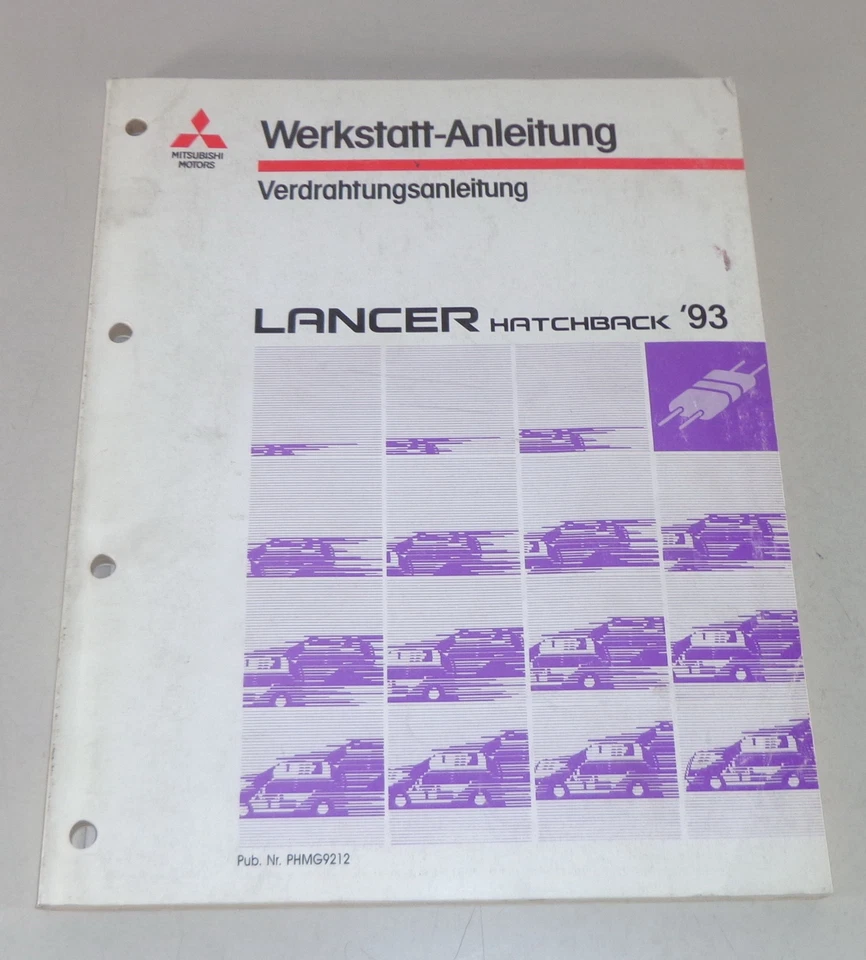 MITSUBISHI
MOTORS
Werkstatt-Anleitung
Verdrahtungsanleitung
LANCER HATCHBACK '93
Pub. Nr. PHMG9212